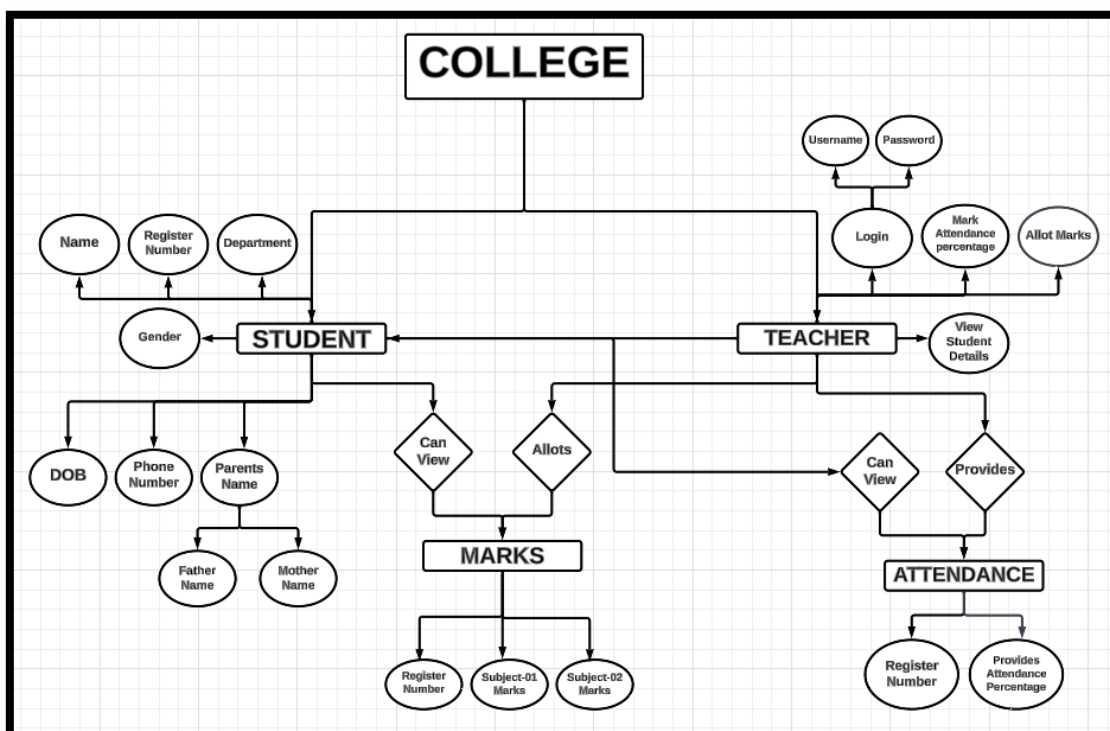 COLLEGE
Username
Password
Name
Register
Number
Department
Login
Mark
Attendance
percentage
Allot Marks
Gender
STUDENT
TEACHER
View
Student
Details
DOB
Phone
Number
Parents
Name
Can
View
Allots
Can
View
Provides
Father
Name
Mother
Name
MARKS
ATTENDANCE
Register
Number
Subject-01
Marks
Subject-02
Marks
Register
Number
Provides
Attendance
Percentage